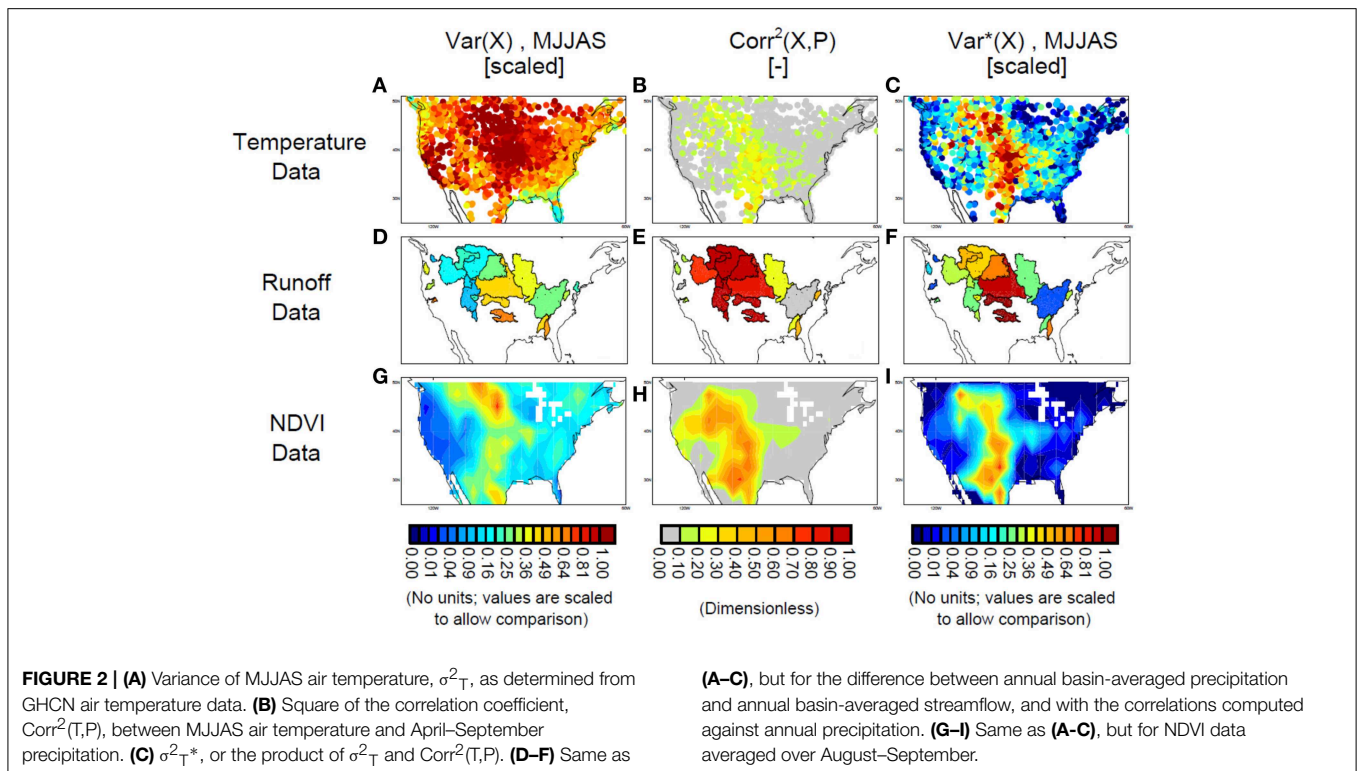 Var(X) , MJJAS
[scaled]
Corr²(X,P)
[-]
Var*(X), MJJAS
[scaled]
A
B
C
Temperature
Data
D
E
F
Runoff
Data
G
H
I
NDVI
Data
0.00 0.01 0.04 0.09 0.16 0.25 0.36 0.49 0.64 0.81 1.00
(No units; values are scaled
to allow comparison)
0.00 0.10 0.20 0.30 0.40 0.50 0.60 0.70 0.80 0.90 1.00
(Dimensionless)
0.00 0.01 0.04 0.09 0.16 0.25 0.36 0.49 0.64 0.81 1.00
(No units; values are scaled
to allow comparison)
FIGURE 2 | (A) Variance of MJJAS air temperature, σ²T, as determined from
GHCN air temperature data. (B) Square of the correlation coefficient,
Corr²(T,P), between MJJAS air temperature and April–September
precipitation. (C) σ²T*, or the product of σ²T and Corr²(T,P). (D–F) Same as
(A–C), but for the difference between annual basin-averaged precipitation
and annual basin-averaged streamflow, and with the correlations computed
against annual precipitation. (G–I) Same as (A-C), but for NDVI data
averaged over August–September.